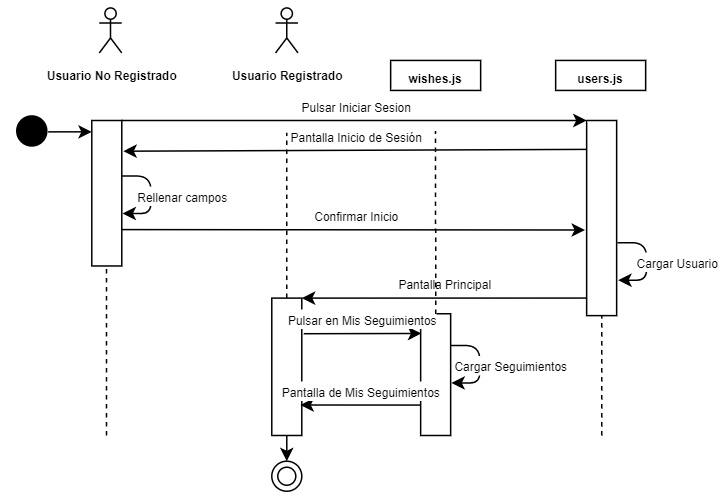 Usuario No Registrado
Usuario Registrado
wishes.js
users.js
Pulsar Iniciar Sesion
Pantalla Inicio de Sesión
Rellenar campos
Confirmar Inicio
Cargar Usuario
Pantalla Principal
Pulsar en Mis Seguimientos
Cargar Seguimientos
Pantalla de Mis Seguimientos